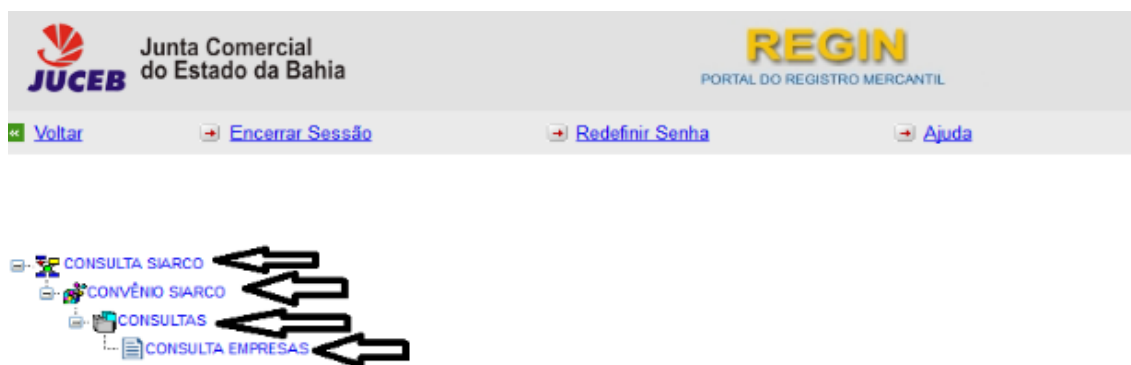 JUCEB
Junta Comercial
do Estado da Bahia
REGIN
PORTAL DO REGISTRO MERCANTIL
Voltar
Encerrar Sessão
Redefinir Senha
Ajuda
CONSULTA SIARCO
CONVÊNIO SIARCO
CONSULTAS
CONSULTA EMPRESAS